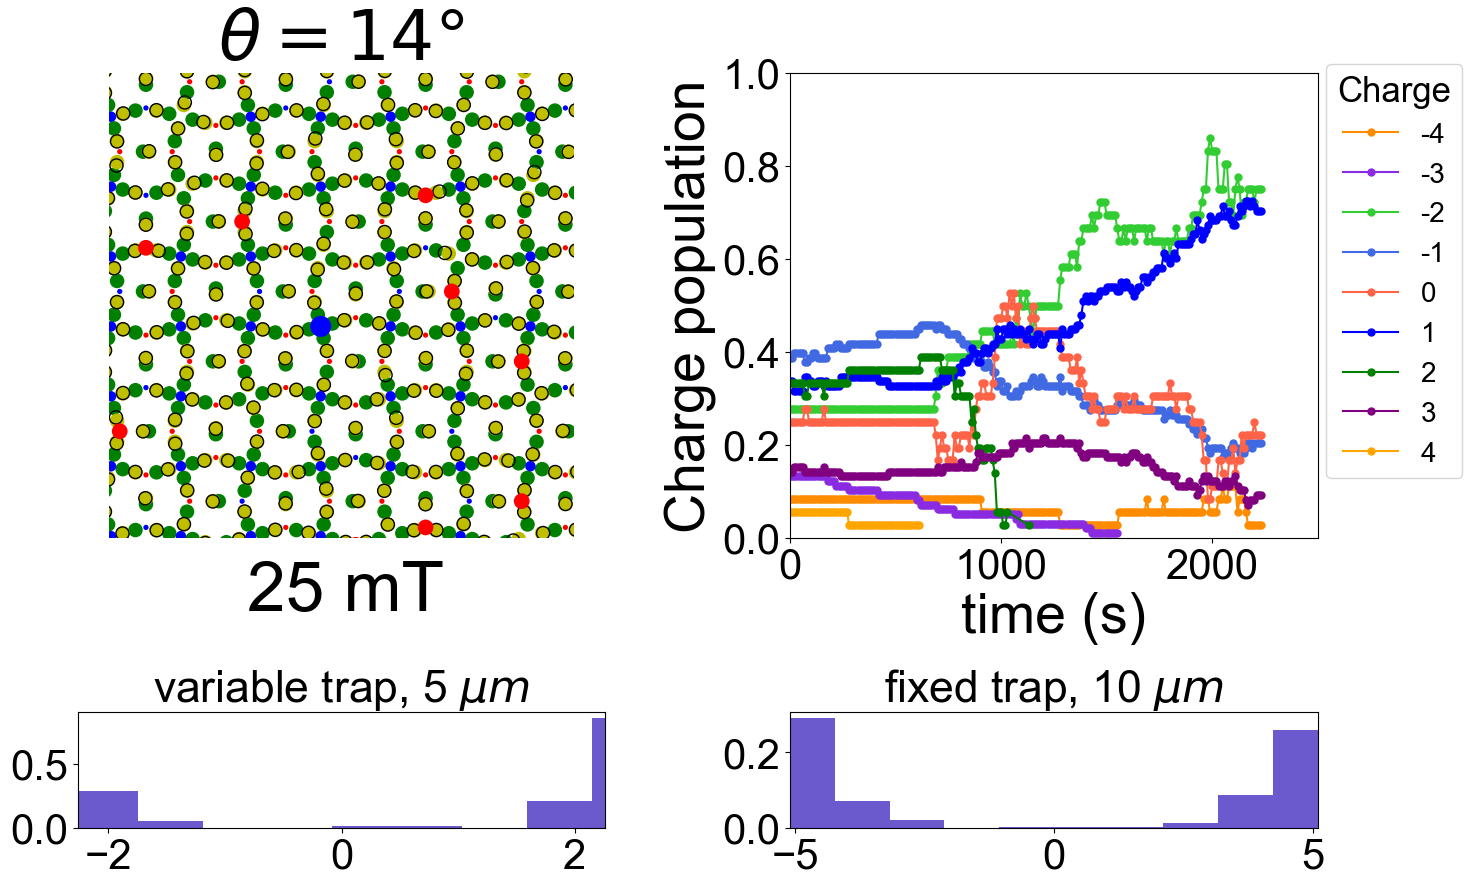 θ = 14°
25 mT
Charge population
1.0
0.8
0.6
0.4
0.2
0.0
0 1000 2000
time (s)
Charge
-4
-3
-2
-1
0
1
2
3
4
variable trap, 5 μm
0.5
0.0
−2 0 2
fixed trap, 10 μm
0.2
0.0
−5 0 5